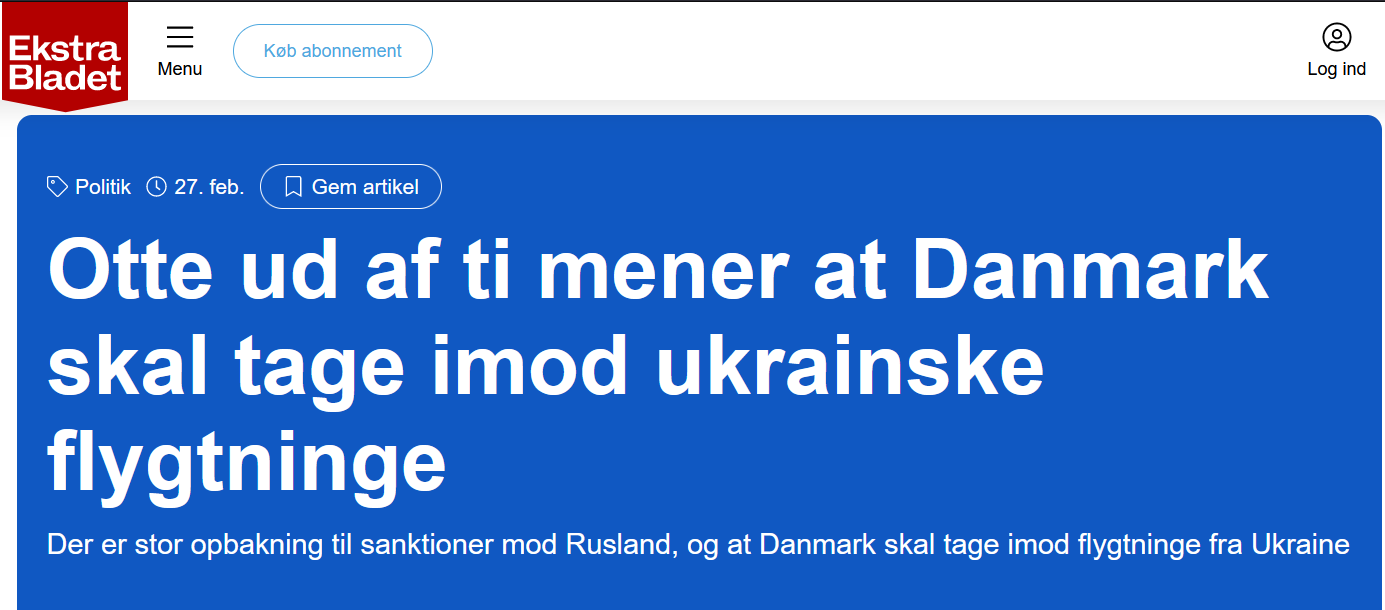 Ekstra
Bladet
Menu
Køb abonnement
Log ind
Politik 27. feb. Gem artikel
Otte ud af ti mener at Danmark
skal tage imod ukrainske
flygtninge
Der er stor opbakning til sanktioner mod Rusland, og at Danmark skal tage imod flygtninge fra Ukraine